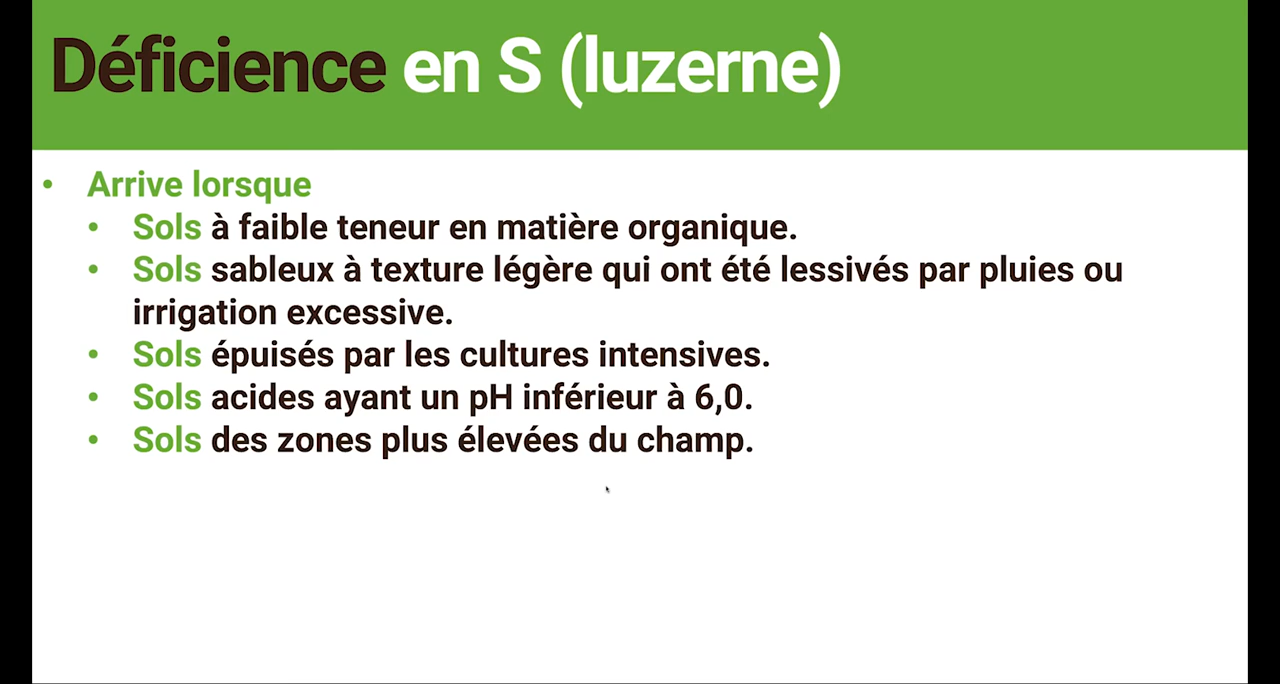 Déficience en S (luzerne)
• Arrive lorsque
• Sols à faible teneur en matière organique.
• Sols sableux à texture légère qui ont été lessivés par pluies ou
irrigation excessive.
• Sols épuisés par les cultures intensives.
• Sols acides ayant un pH inférieur à 6,0.
• Sols des zones plus élevées du champ.